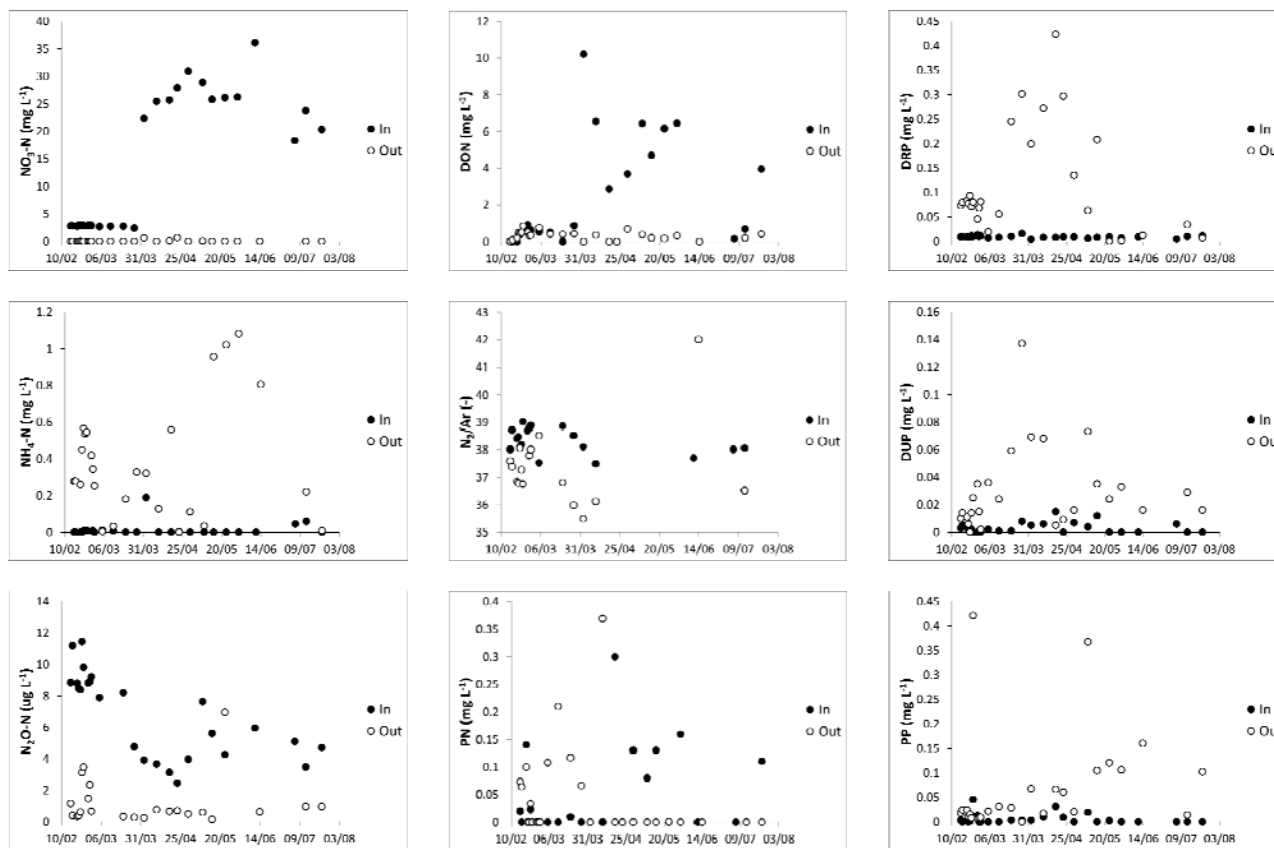 40
35
30
25
20
15
10
5
0
NO₃-N (mg L⁻¹)
10/02 06/03 31/03 25/04 20/05 14/06 09/07 03/08
In
Out
12
10
8
6
4
2
0
DON (mg L⁻¹)
10/02 06/03 31/03 25/04 20/05 14/06 09/07 03/08
In
Out
0.45
0.4
0.35
0.3
0.25
0.2
0.15
0.1
0.05
0
DRP (mg L⁻¹)
10/02 06/03 31/03 25/04 20/05 14/06 09/07 03/08
In
Out
1.2
1
0.8
0.6
0.4
0.2
0
NH₄-N (mg L⁻¹)
10/02 06/03 31/03 25/04 20/05 14/06 09/07 03/08
In
Out
43
42
41
40
39
38
37
36
35
N₂/Ar (-)
10/02 06/03 31/03 25/04 20/05 14/06 09/07 03/08
In
Out
0.16
0.14
0.12
0.1
0.08
0.06
0.04
0.02
0
DUP (mg L⁻¹)
10/02 06/03 31/03 25/04 20/05 14/06 09/07 03/08
In
Out
14
12
10
8
6
4
2
0
N₂O-N (ug L⁻¹)
10/02 06/03 31/03 25/04 20/05 14/06 09/07 03/08
In
Out
0.4
0.35
0.3
0.25
0.2
0.15
0.1
0.05
0
PN (mg L⁻¹)
10/02 06/03 31/03 25/04 20/05 14/06 09/07 03/08
In
Out
0.45
0.4
0.35
0.3
0.25
0.2
0.15
0.1
0.05
0
PP (mg L⁻¹)
10/02 06/03 31/03 25/04 20/05 14/06 09/07 03/08
In
Out